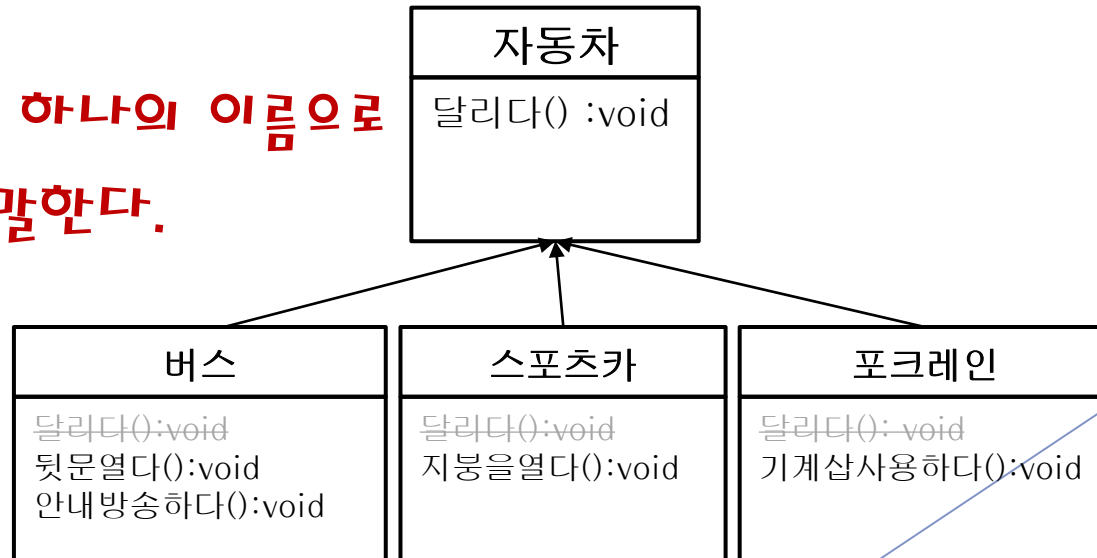 자동차
하나의 이름으로
달리다() :void
말한다.
버스
달리다():void
뒷문열다():void
안내방송하다():void
스포츠카
달리다():void
지붕을열다():void
포크레인
달리다(): void
기계삽사용하다():void